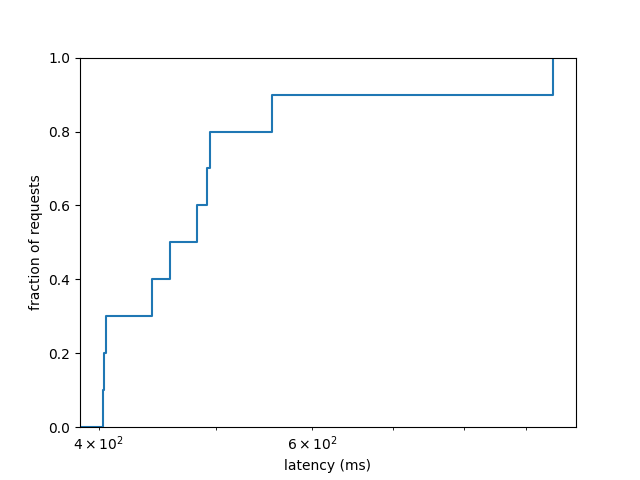 1.0
0.8
0.6
0.4
0.2
0.0
fraction of requests
4 × 10²
6 × 10²
latency (ms)